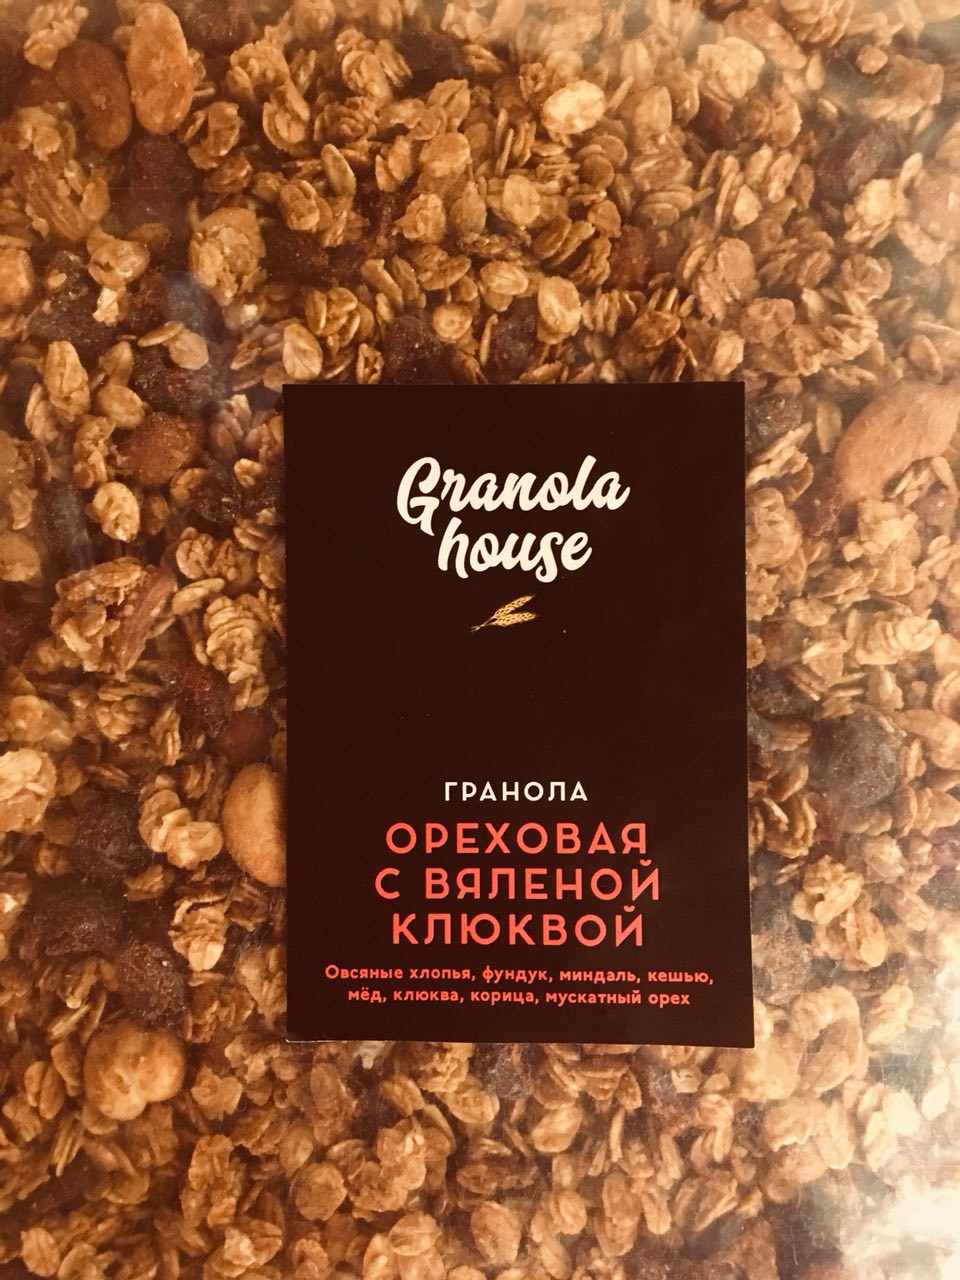 Granola
house
ГРАНОЛА
ОРЕХОВАЯ
С ВЯЛЕНОЙ
КЛЮКВОЙ
Овсяные хлопья, фундук, миндаль, кешью,
мёд, клюква, корица, мускатный орех